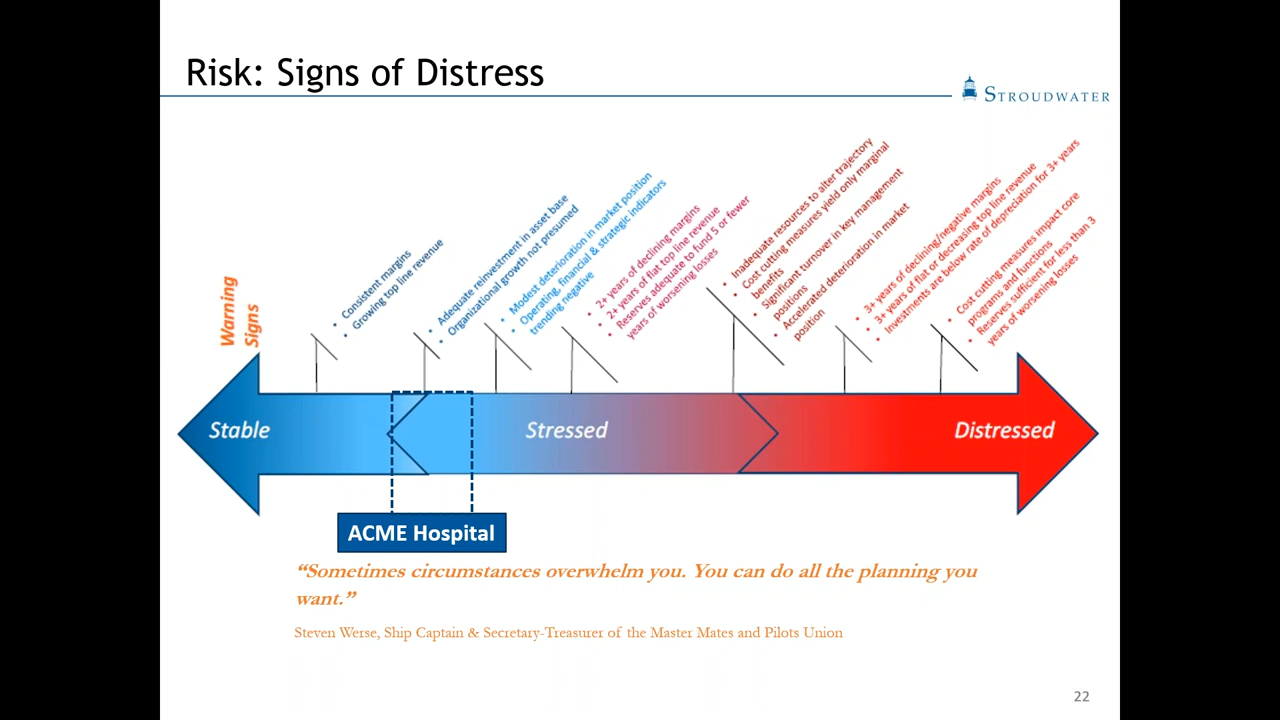 Risk: Signs of Distress
STROUDWATER
Warning
Signs
• Consistent margins
• Growing top line revenue
• Adequate reinvestment in asset base
• Organizational growth not presumed
• Modest deterioration in market position
• Operating, financial & strategic indicators
trending negative
• 2+ years of declining margins
• 2+ years of flat top line revenue
• Reserves adequate to fund 5 or fewer
years of worsening losses
• Inadequate resources to alter trajectory
• Cost cutting measures yield only marginal
benefits
• Significant turnover in key management
positions
• Accelerated deterioration in market
position
• 3+ years of declining/negative margins
• 3+ years of flat or decreasing top line revenue
• Investments are below rate of depreciation for 3+ years
• Cost cutting measures impact core
programs and functions
• Reserves sufficient for less than 3
years of worsening losses
Stable
Stressed
Distressed
ACME Hospital
“Sometimes circumstances overwhelm you. You can do all the planning you
want.”
Steven Werse, Ship Captain & Secretary-Treasurer of the Master Mates and Pilots Union
22